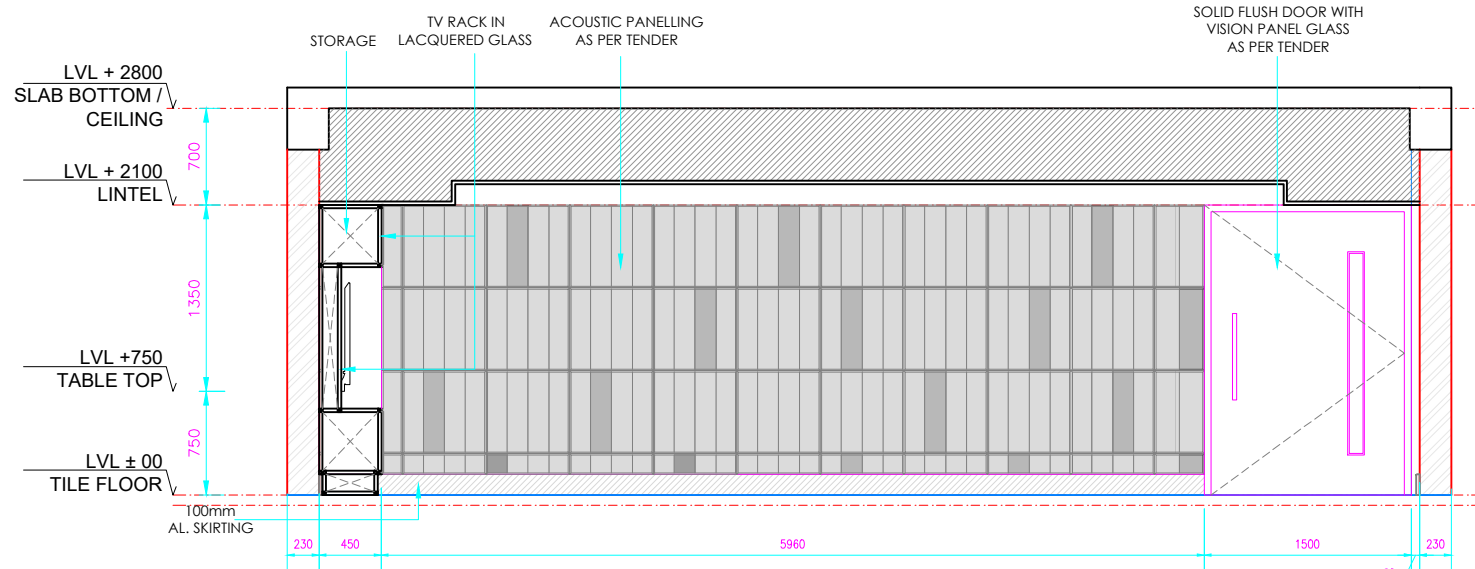 STORAGE
TV RACK IN
LACQUERED GLASS
ACOUSTIC PANELLING
AS PER TENDER
SOLID FLUSH DOOR WITH
VISION PANEL GLASS
AS PER TENDER
LVL + 2800
SLAB BOTTOM /
CEILING
700
LVL + 2100
LINTEL
1350
LVL +750
TABLE TOP
750
LVL ± 00
TILE FLOOR
100mm
AL. SKIRTING
230
450
5960
1500
230